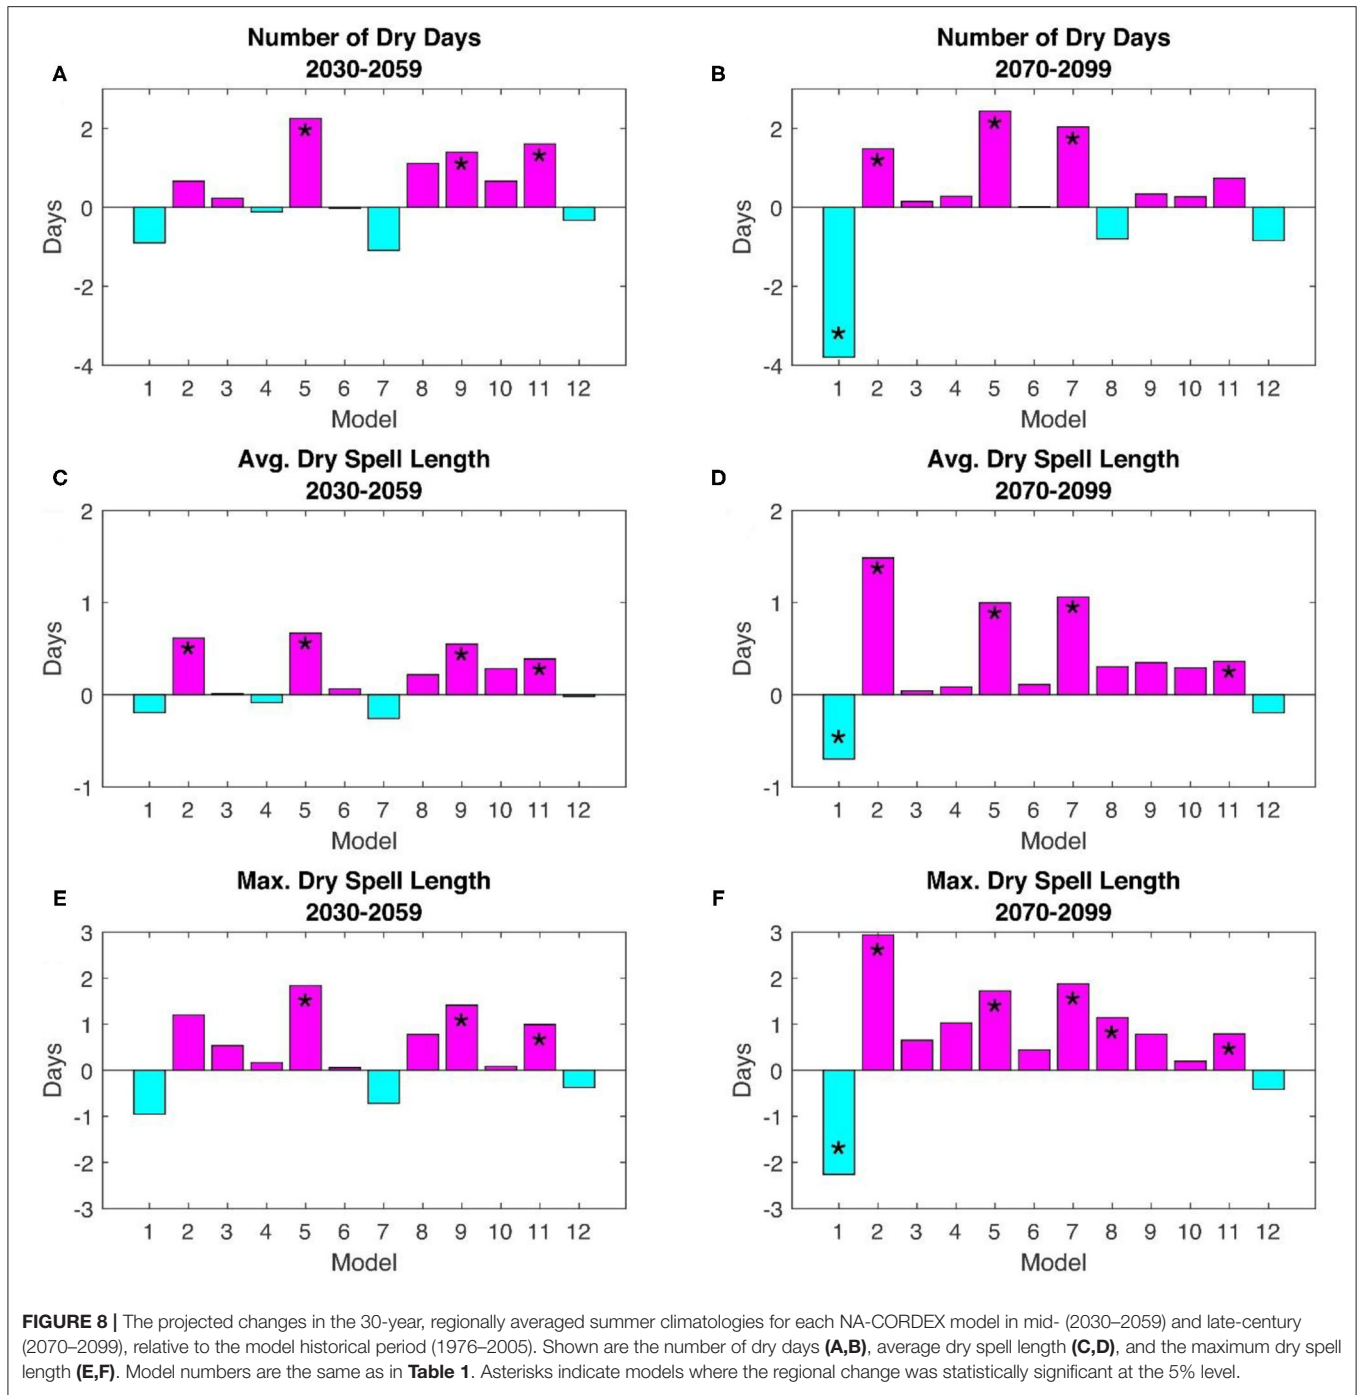 Number of Dry Days
2030-2059
A
2
0
-2
-4
Days
1 2 3 4 5 6 7 8 9 10 11 12
Model
Number of Dry Days
2070-2099
B
2
0
-2
-4
Days
1 2 3 4 5 6 7 8 9 10 11 12
Model
Avg. Dry Spell Length
2030-2059
C
2
1
0
-1
Days
1 2 3 4 5 6 7 8 9 10 11 12
Model
Avg. Dry Spell Length
2070-2099
D
2
1
0
-1
Days
1 2 3 4 5 6 7 8 9 10 11 12
Model
Max. Dry Spell Length
2030-2059
E
3
2
1
0
-1
-2
-3
Days
1 2 3 4 5 6 7 8 9 10 11 12
Model
Max. Dry Spell Length
2070-2099
F
3
2
1
0
-1
-2
-3
Days
1 2 3 4 5 6 7 8 9 10 11 12
Model
FIGURE 8 | The projected changes in the 30-year, regionally averaged summer climatologies for each NA-CORDEX model in mid- (2030–2059) and late-century
(2070–2099), relative to the model historical period (1976–2005). Shown are the number of dry days (A,B), average dry spell length (C,D), and the maximum dry spell
length (E,F). Model numbers are the same as in Table 1. Asterisks indicate models where the regional change was statistically significant at the 5% level.